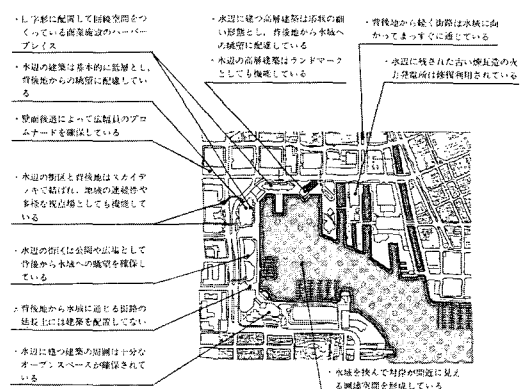 ・L字形に配置して囲繞空間をつ
くっている商業施設のハーバー
プレイス
・水辺の建築は基本的に低層とし、
背後地からの眺望に配慮してい
る
・壁面後退によって広幅員のプロ
ムナードを確保している
・水辺の街区と背後地はスカイデ
ッキで結ばれ、地域の連続性や
多様な視点場としても機能して
いる
・水辺の街区は公園や広場として
背後から水域への眺望を確保し
ている
・背後地から水域に通じる街路の
延長上には建築を配置してない
・水辺に建つ建築の周囲は十分な
オープンスペースが確保されて
いる
・水辺に建つ高層建築は塔状の細
い形態とし、背後地から水域へ
の眺望に配慮している
・水辺の高層建築はランドマーク
としても機能している
・背後地から続く街路は水域に向
かってまっすぐに通じている
・水辺に残された古い煉瓦造の火
力発電所は修復利用されている
・水域を挟んで対岸が間近に見え
る囲繞空間を形成している